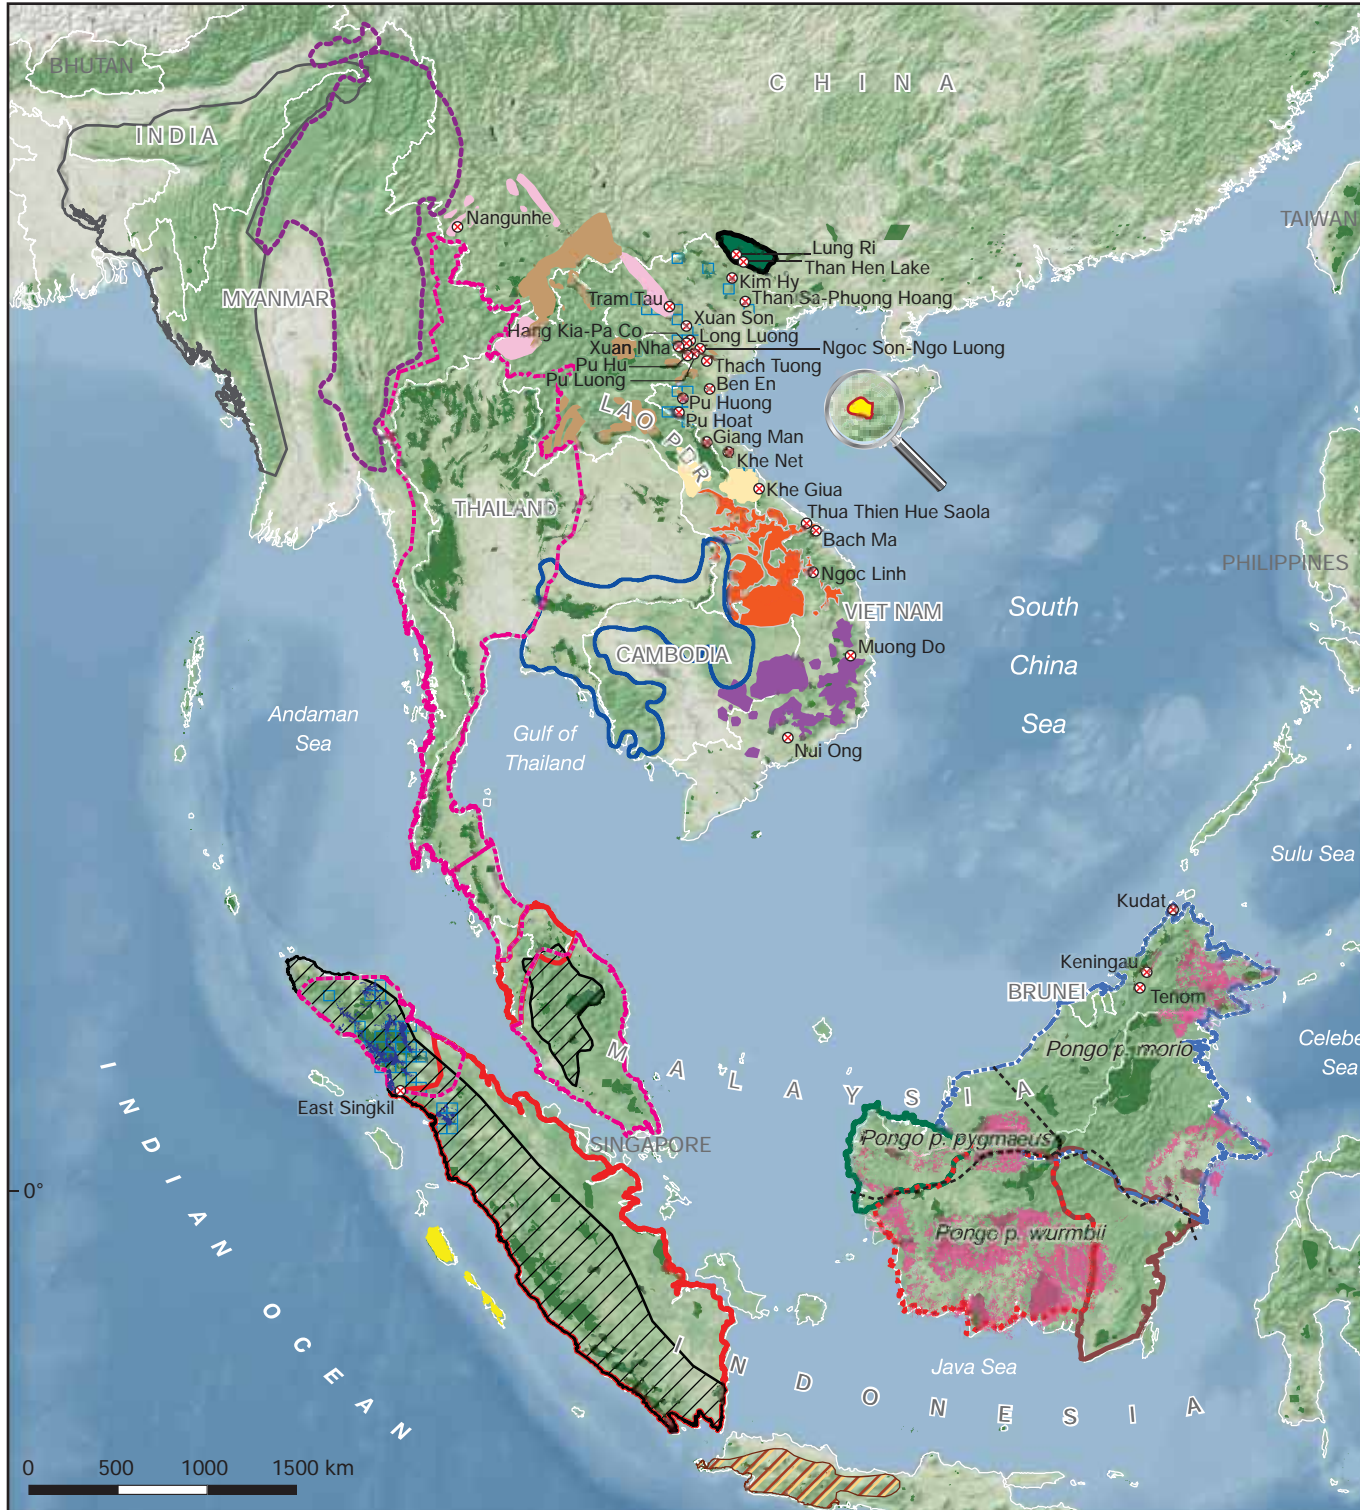 BHUTAN
C H I N A
INDIA
TAIWAN
Nangunhe
Lung Ri
Than Hen Lake
Kim Hy
MYANMAR
Tram Tau
Than Sa-Phuong Hoang
Xuan Son
Hang Kia-Pa Co
Long Luong
Xuan Nha
Ngoc Son-Ngo Luong
Pu Hu
Thach Tuong
Pu Luong
Ben En
LAO PDR
Pu Huong
Pu Hoat
Giang Man
Khe Net
Khe Giua
THAILAND
Thua Thien Hue Saola
Bach Ma
PHILIPPINES
Ngoc Linh
VIET NAM
South
China
Sea
CAMBODIA
Muong Do
Andaman
Sea
Gulf of
Thailand
Nui Ong
Sulu Sea
Kudat
Keningau
BRUNEI
Tenom
Celebe
Sea
Pongo p. morio
M A L A Y S I A
East Singkil
SINGAPORE
Pongo p. pygmaeus
0°
Pongo p. wurmbii
I N D I A N O C E A N
Java Sea
I N D O N E S I A
0 500 1000 1500 km